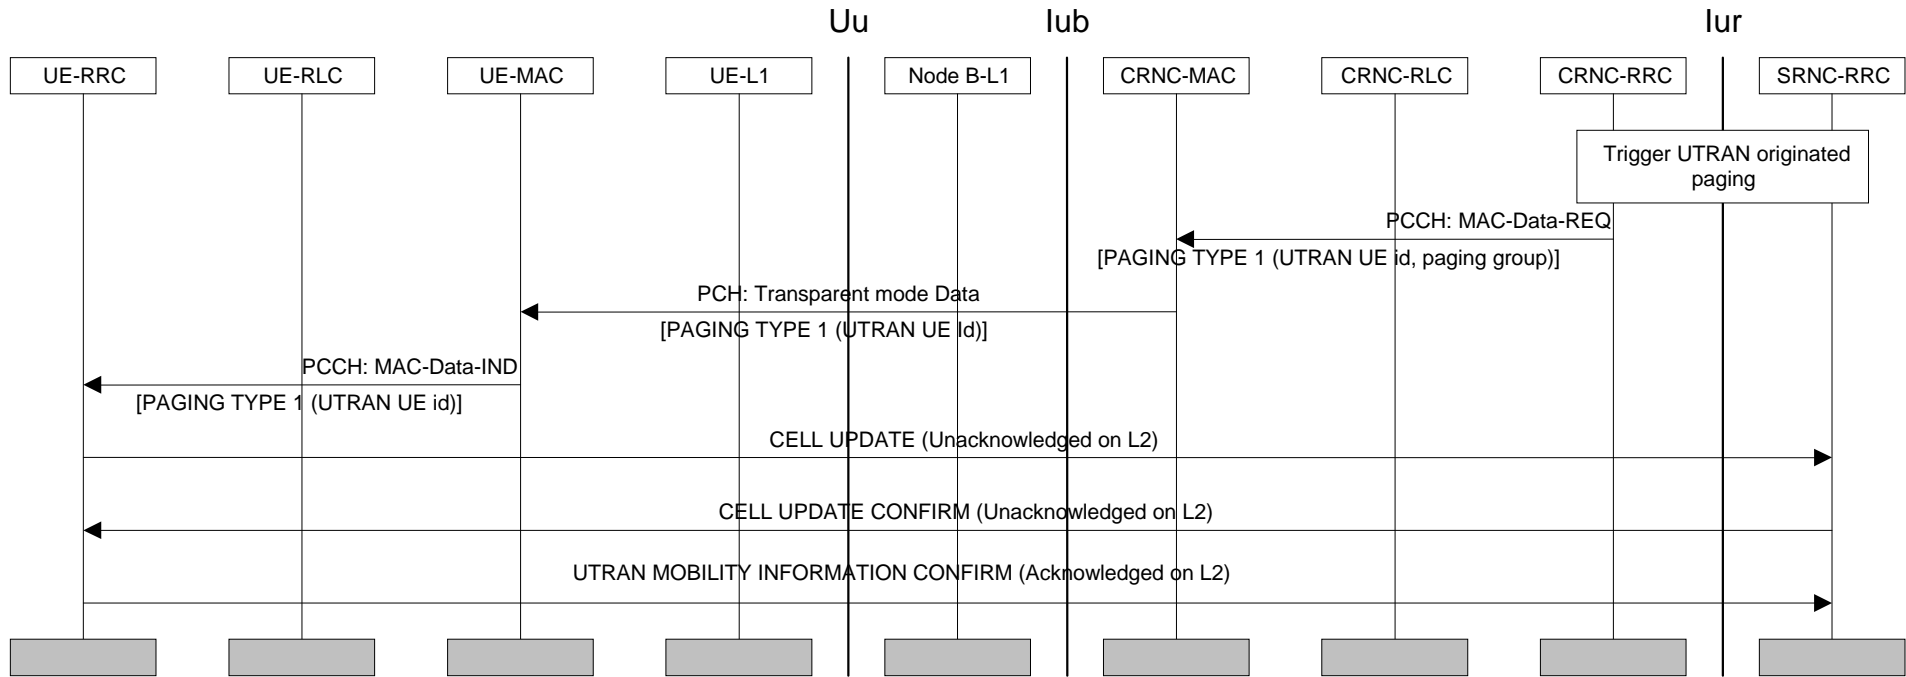 Uu
Iub
Iur
UE-RRC
UE-RLC
UE-MAC
UE-L1
Node B-L1
CRNC-MAC
CRNC-RLC
CRNC-RRC
SRNC-RRC
Trigger UTRAN originated
paging
PCCH: MAC-Data-REQ
[PAGING TYPE 1 (UTRAN UE id, paging group)]
PCH: Transparent mode Data
[PAGING TYPE 1 (UTRAN UE Id)]
PCCH: MAC-Data-IND
[PAGING TYPE 1 (UTRAN UE id)]
CELL UPDATE (Unacknowledged on L2)
CELL UPDATE CONFIRM (Unacknowledged on L2)
UTRAN MOBILITY INFORMATION CONFIRM (Acknowledged on L2)